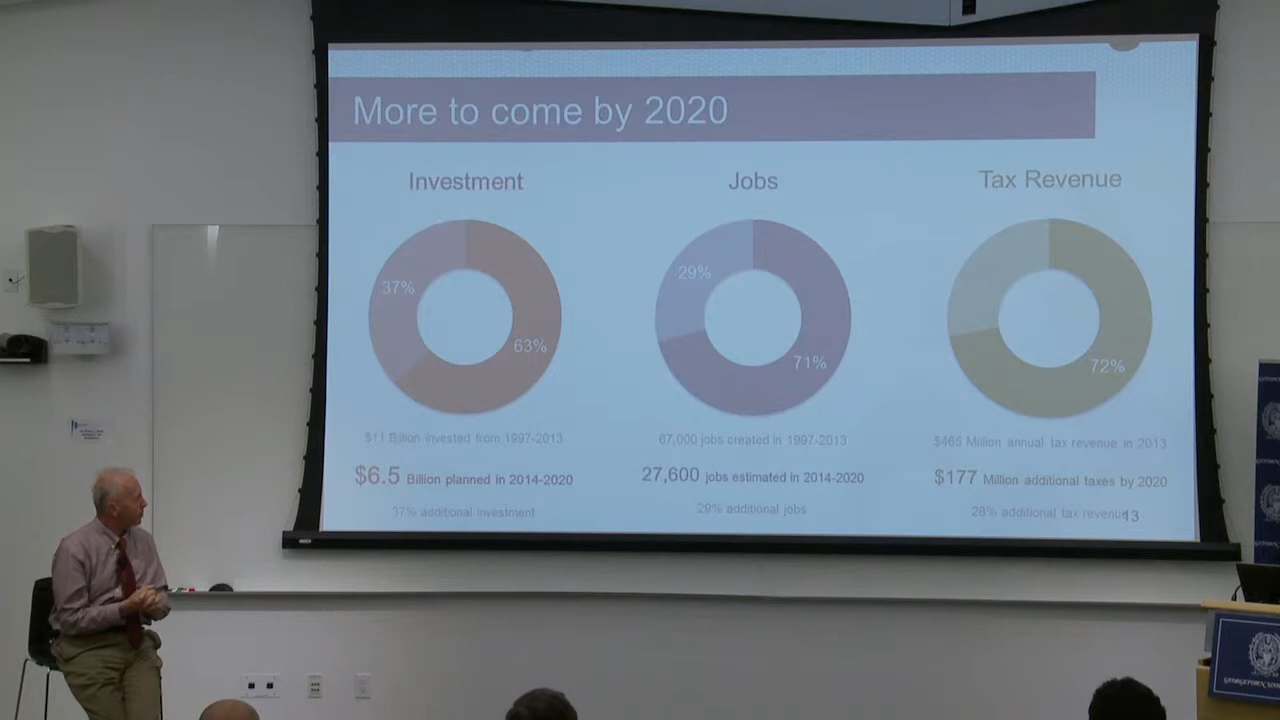 More to come by 2020
Investment
Jobs
Tax Revenue
37%
63%
29%
71%
72%
$11 Billion invested from 1997-2013
67,000 jobs created in 1997-2013
$465 Million annual tax revenue in 2013
$6.5 Billion planned in 2014-2020
27,600 jobs estimated in 2014-2020
$177 Million additional taxes by 2020
37% additional investment
29% additional jobs
28% additional tax revenue
13